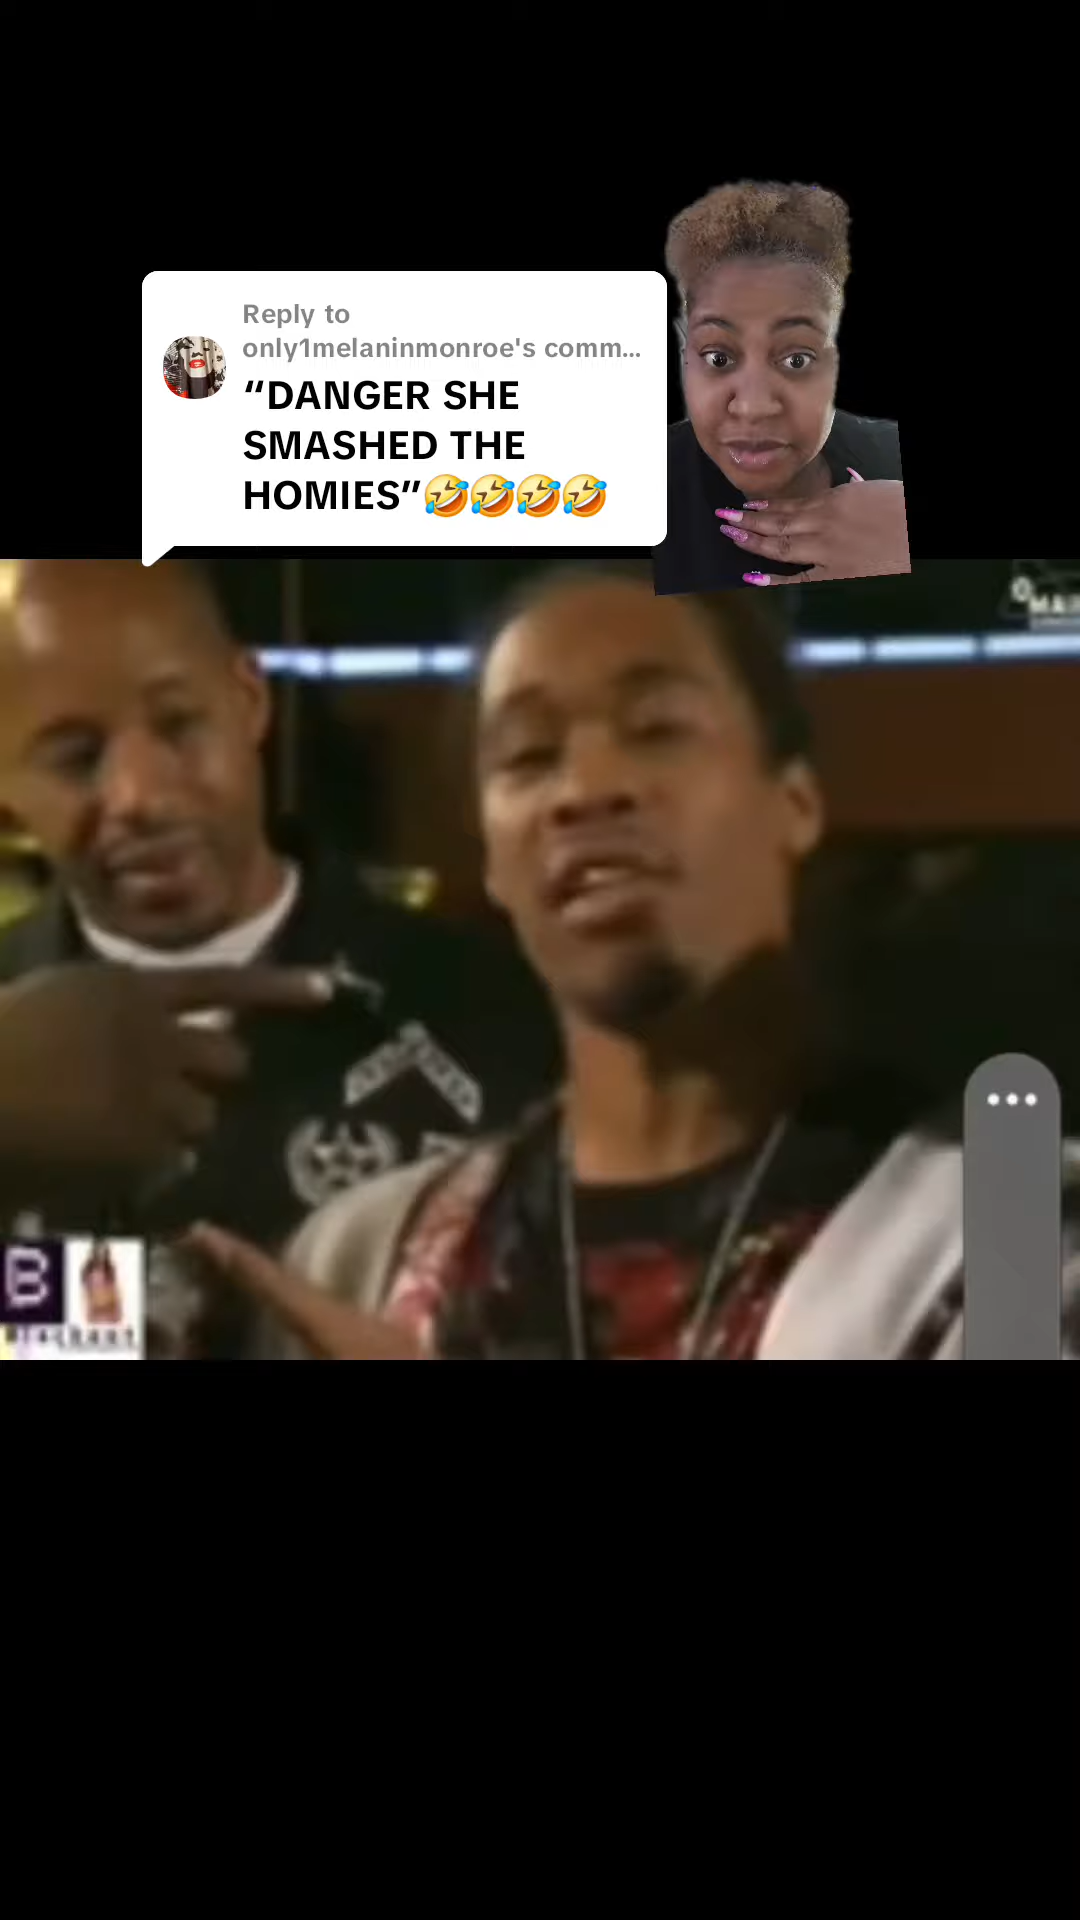 Reply to
only1melaninmonroe's comm...
“DANGER SHE
SMASHED THE
HOMIES”🤣🤣🤣🤣
B